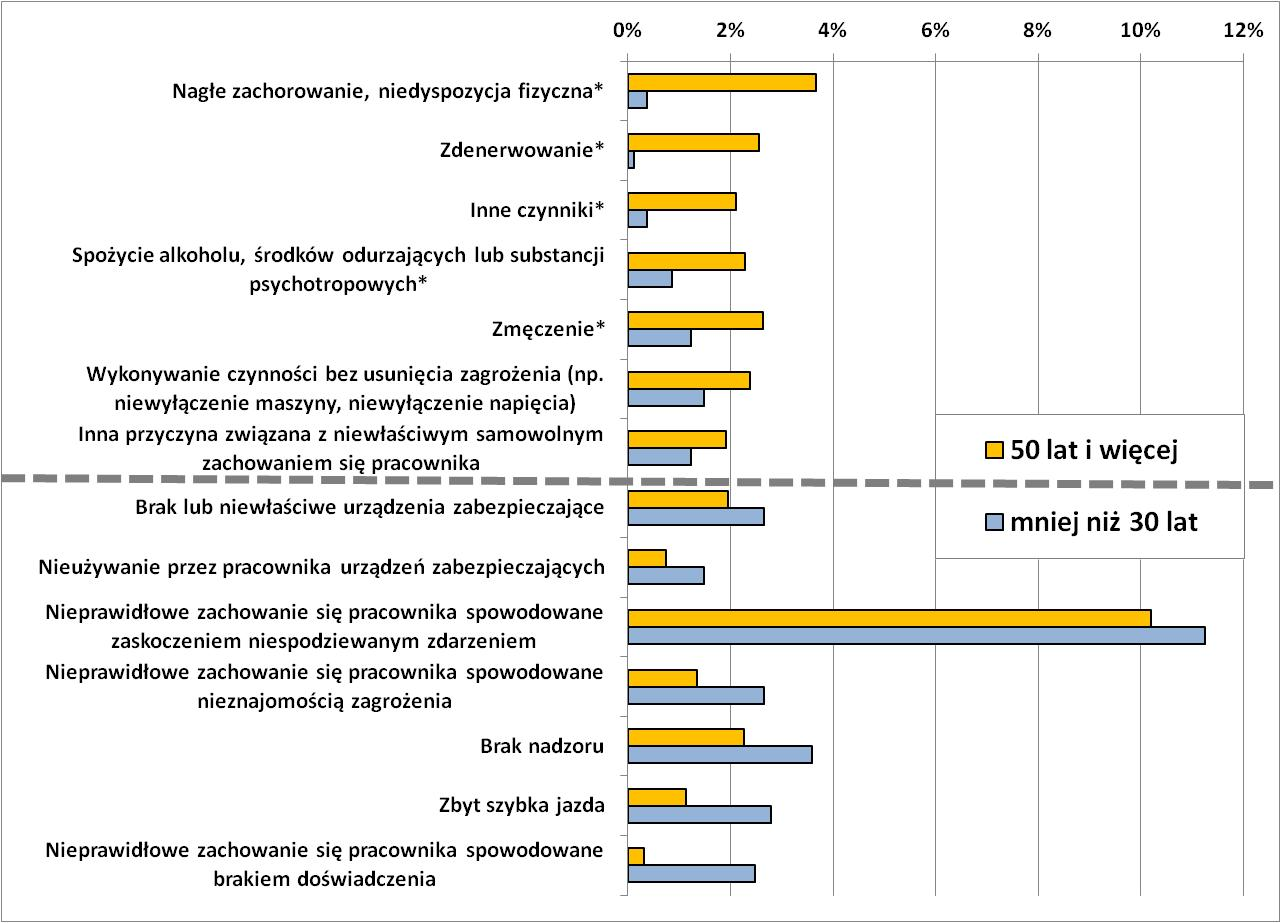 0% 2% 4% 6% 8% 10% 12%
Nagłe zachorowanie, niedyspozycja fizyczna*
Zdenerwowanie*
Inne czynniki*
Spożycie alkoholu, środków odurzających lub substancji
psychotropowych*
Zmęczenie*
Wykonywanie czynności bez usunięcia zagrożenia (np.
niewyłączenie maszyny, niewyłączenie napięcia)
Inna przyczyna związana z niewłaściwym samowolnym
zachowaniem się pracownika
50 lat i więcej
mniej niż 30 lat
Brak lub niewłaściwe urządzenia zabezpieczające
Nieużywanie przez pracownika urządzeń zabezpieczających
Nieprawidłowe zachowanie się pracownika spowodowane
zaskoczeniem niespodziewanym zdarzeniem
Nieprawidłowe zachowanie się pracownika spowodowane
nieznajomością zagrożenia
Brak nadzoru
Zbyt szybka jazda
Nieprawidłowe zachowanie się pracownika spowodowane
brakiem doświadczenia